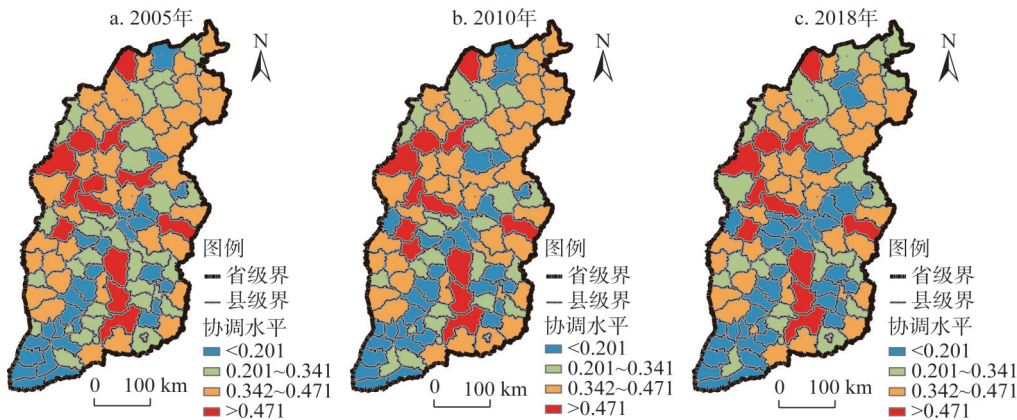 a. 2005年
N
图例
省级界
县级界
协调水平
<0.201
0.201~0.341
0.342~0.471
>0.471
0 100 km
b. 2010年
N
图例
省级界
县级界
协调水平
<0.201
0.201~0.341
0.342~0.471
>0.471
0 100 km
c. 2018年
N
图例
省级界
县级界
协调水平
<0.201
0.201~0.341
0.342~0.471
>0.471
0 100 km